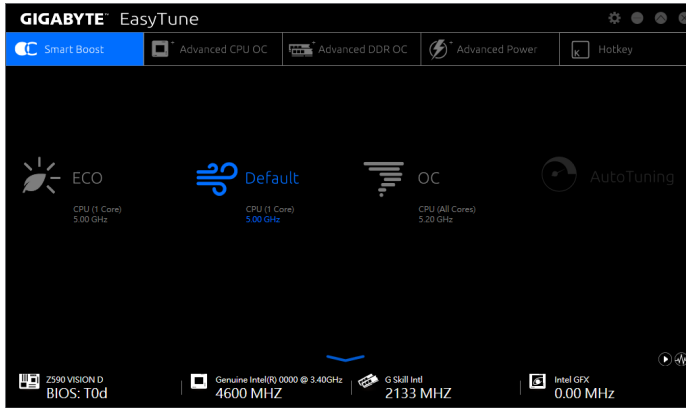 GIGABYTE™ EasyTune
Smart Boost
Advanced CPU OC
Advanced DDR OC
Advanced Power
K
Hotkey
ECO
CPU (1 Core)
5.00 GHz
Default
CPU (1 Core)
5.00 GHz
OC
CPU (All Cores)
5.20 GHz
AutoTuning
Z590 VISION D
BIOS: T0d
Genuine Intel(R) 0000 @ 3.40GHz
4600 MHZ
G Skill Intl
2133 MHZ
Intel GFX
0.00 MHz